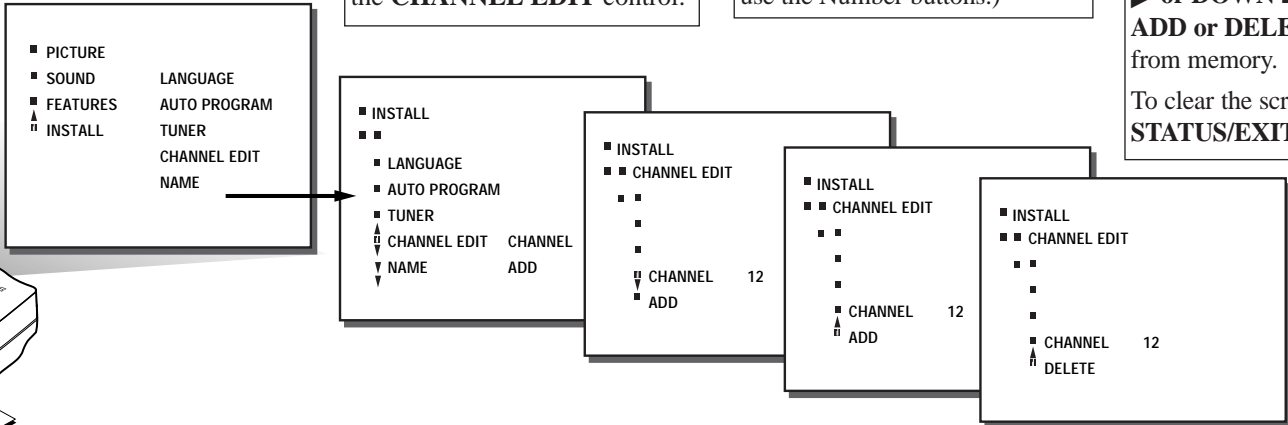 the CHANNEL EDIT control.
use the Number buttons.)
or DOWN
ADD or
from memory.
To clear the
STATUS/EXIT
PICTURE
SOUND LANGUAGE
FEATURES AUTO PROGRAM
INSTALL TUNER
CHANNEL EDIT
NAME
INSTALL
LANGUAGE
AUTO PROGRAM
TUNER
CHANNEL EDIT CHANNEL
NAME ADD
INSTALL
CHANNEL EDIT
CHANNEL 12
ADD
INSTALL
CHANNEL EDIT
CHANNEL 12
ADD
INSTALL
CHANNEL EDIT
CHANNEL 12
DELETE